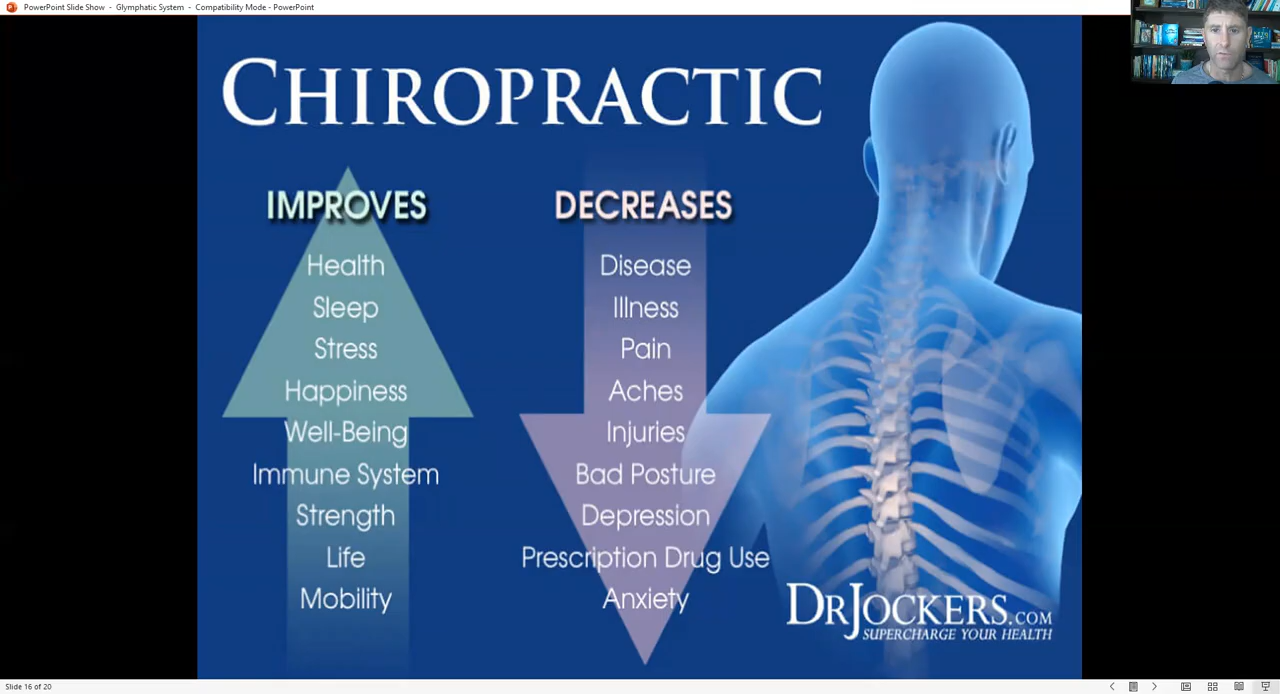 PowerPoint Slide Show - Glymphatic System - Compatibility Mode - PowerPoint
CHIROPRACTIC
IMPROVES
Health
Sleep
Stress
Happiness
Well-Being
Immune System
Strength
Life
Mobility
DECREASES
Disease
Illness
Pain
Aches
Injuries
Bad Posture
Depression
Prescription Drug Use
Anxiety
DRJOCKERS.COM
SUPERCHARGE YOUR HEALTH
Slide 16 of 20